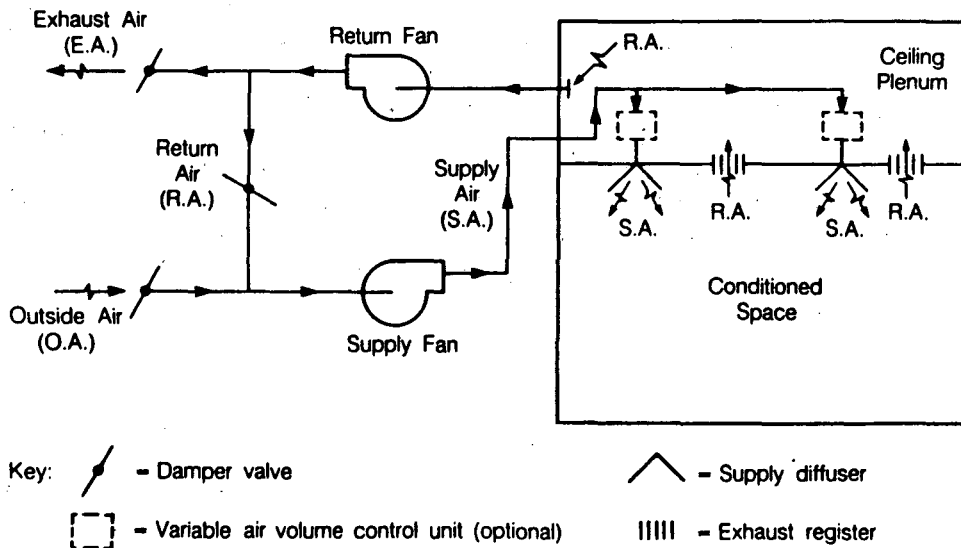 Exhaust Air
(E.A.)
Return Fan
R.A.
Ceiling
Plenum
Return
Air
(R.A.)
Supply
Air
(S.A.)
S.A.
R.A.
S.A.
R.A.
Outside Air
(O.A.)
Supply Fan
Conditioned
Space
Key:
= Damper valve
= Supply diffuser
= Variable air volume control unit (optional)
= Exhaust register